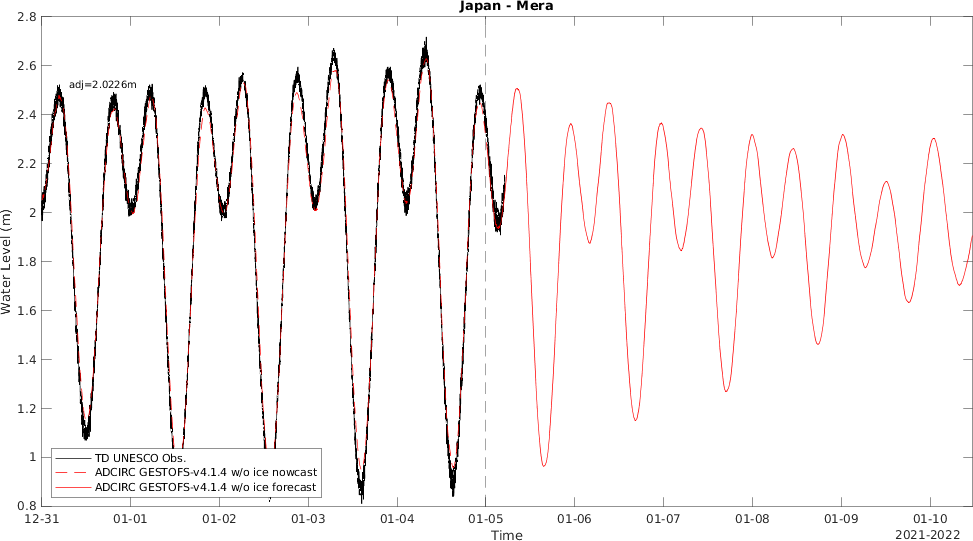 Japan - Mera
2.8
2.6
adj=2.0226m
2.4
2.2
2
Water Level (m)
1.8
1.6
1.4
1.2
1
0.8
TD UNESCO Obs.
ADCIRC GESTOFS-v4.1.4 w/o ice nowcast
ADCIRC GESTOFS-v4.1.4 w/o ice forecast
12-31 01-01 01-02 01-03 01-04 01-05 01-06 01-07 01-08 01-09 01-10
Time
2021-2022